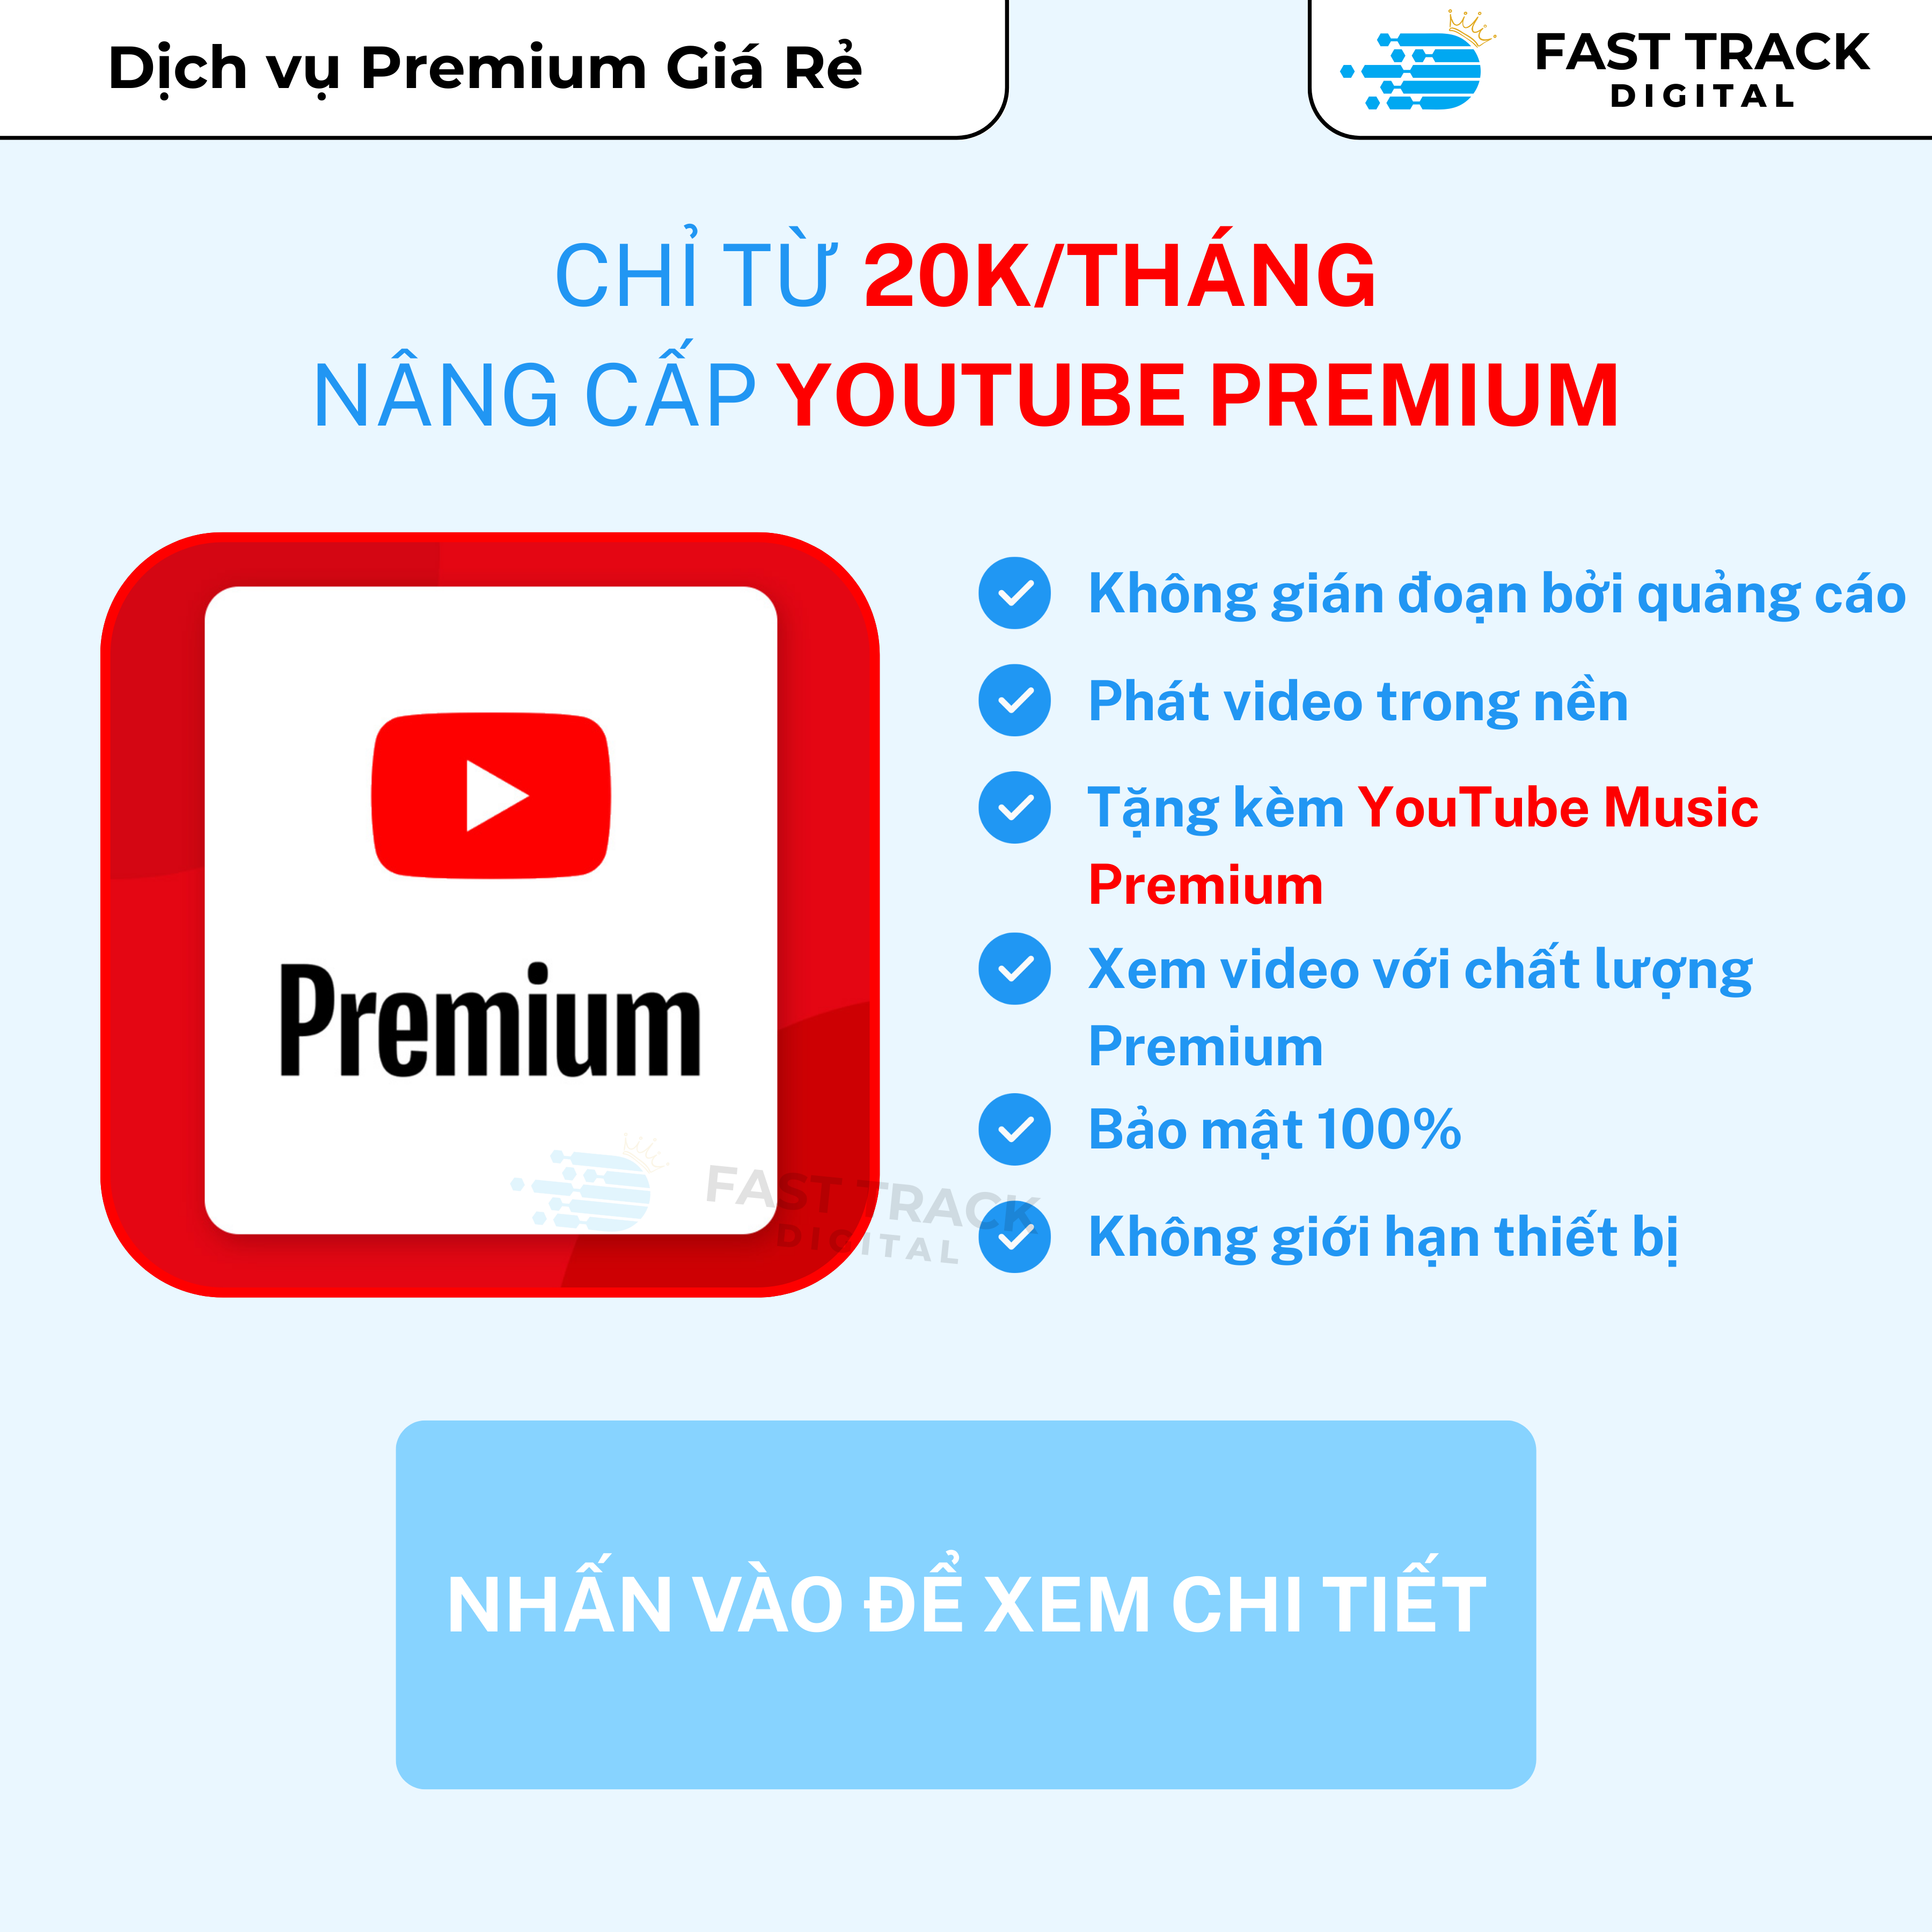 Dịch vụ Premium Giá Rẻ
FAST TRACK
DIGITAL
CHỈ TỪ 20K/THÁNG
NÂNG CẤP YOUTUBE PREMIUM
Premium
Không gián đoạn bởi quảng cáo
Phát video trong nền
Tặng kèm YouTube Music
Premium
Xem video với chất lượng
Premium
Bảo mật 100%
Không giới hạn thiết bị
FAST TRACK
DIGITAL
NHẤN VÀO ĐỂ XEM CHI TIẾT